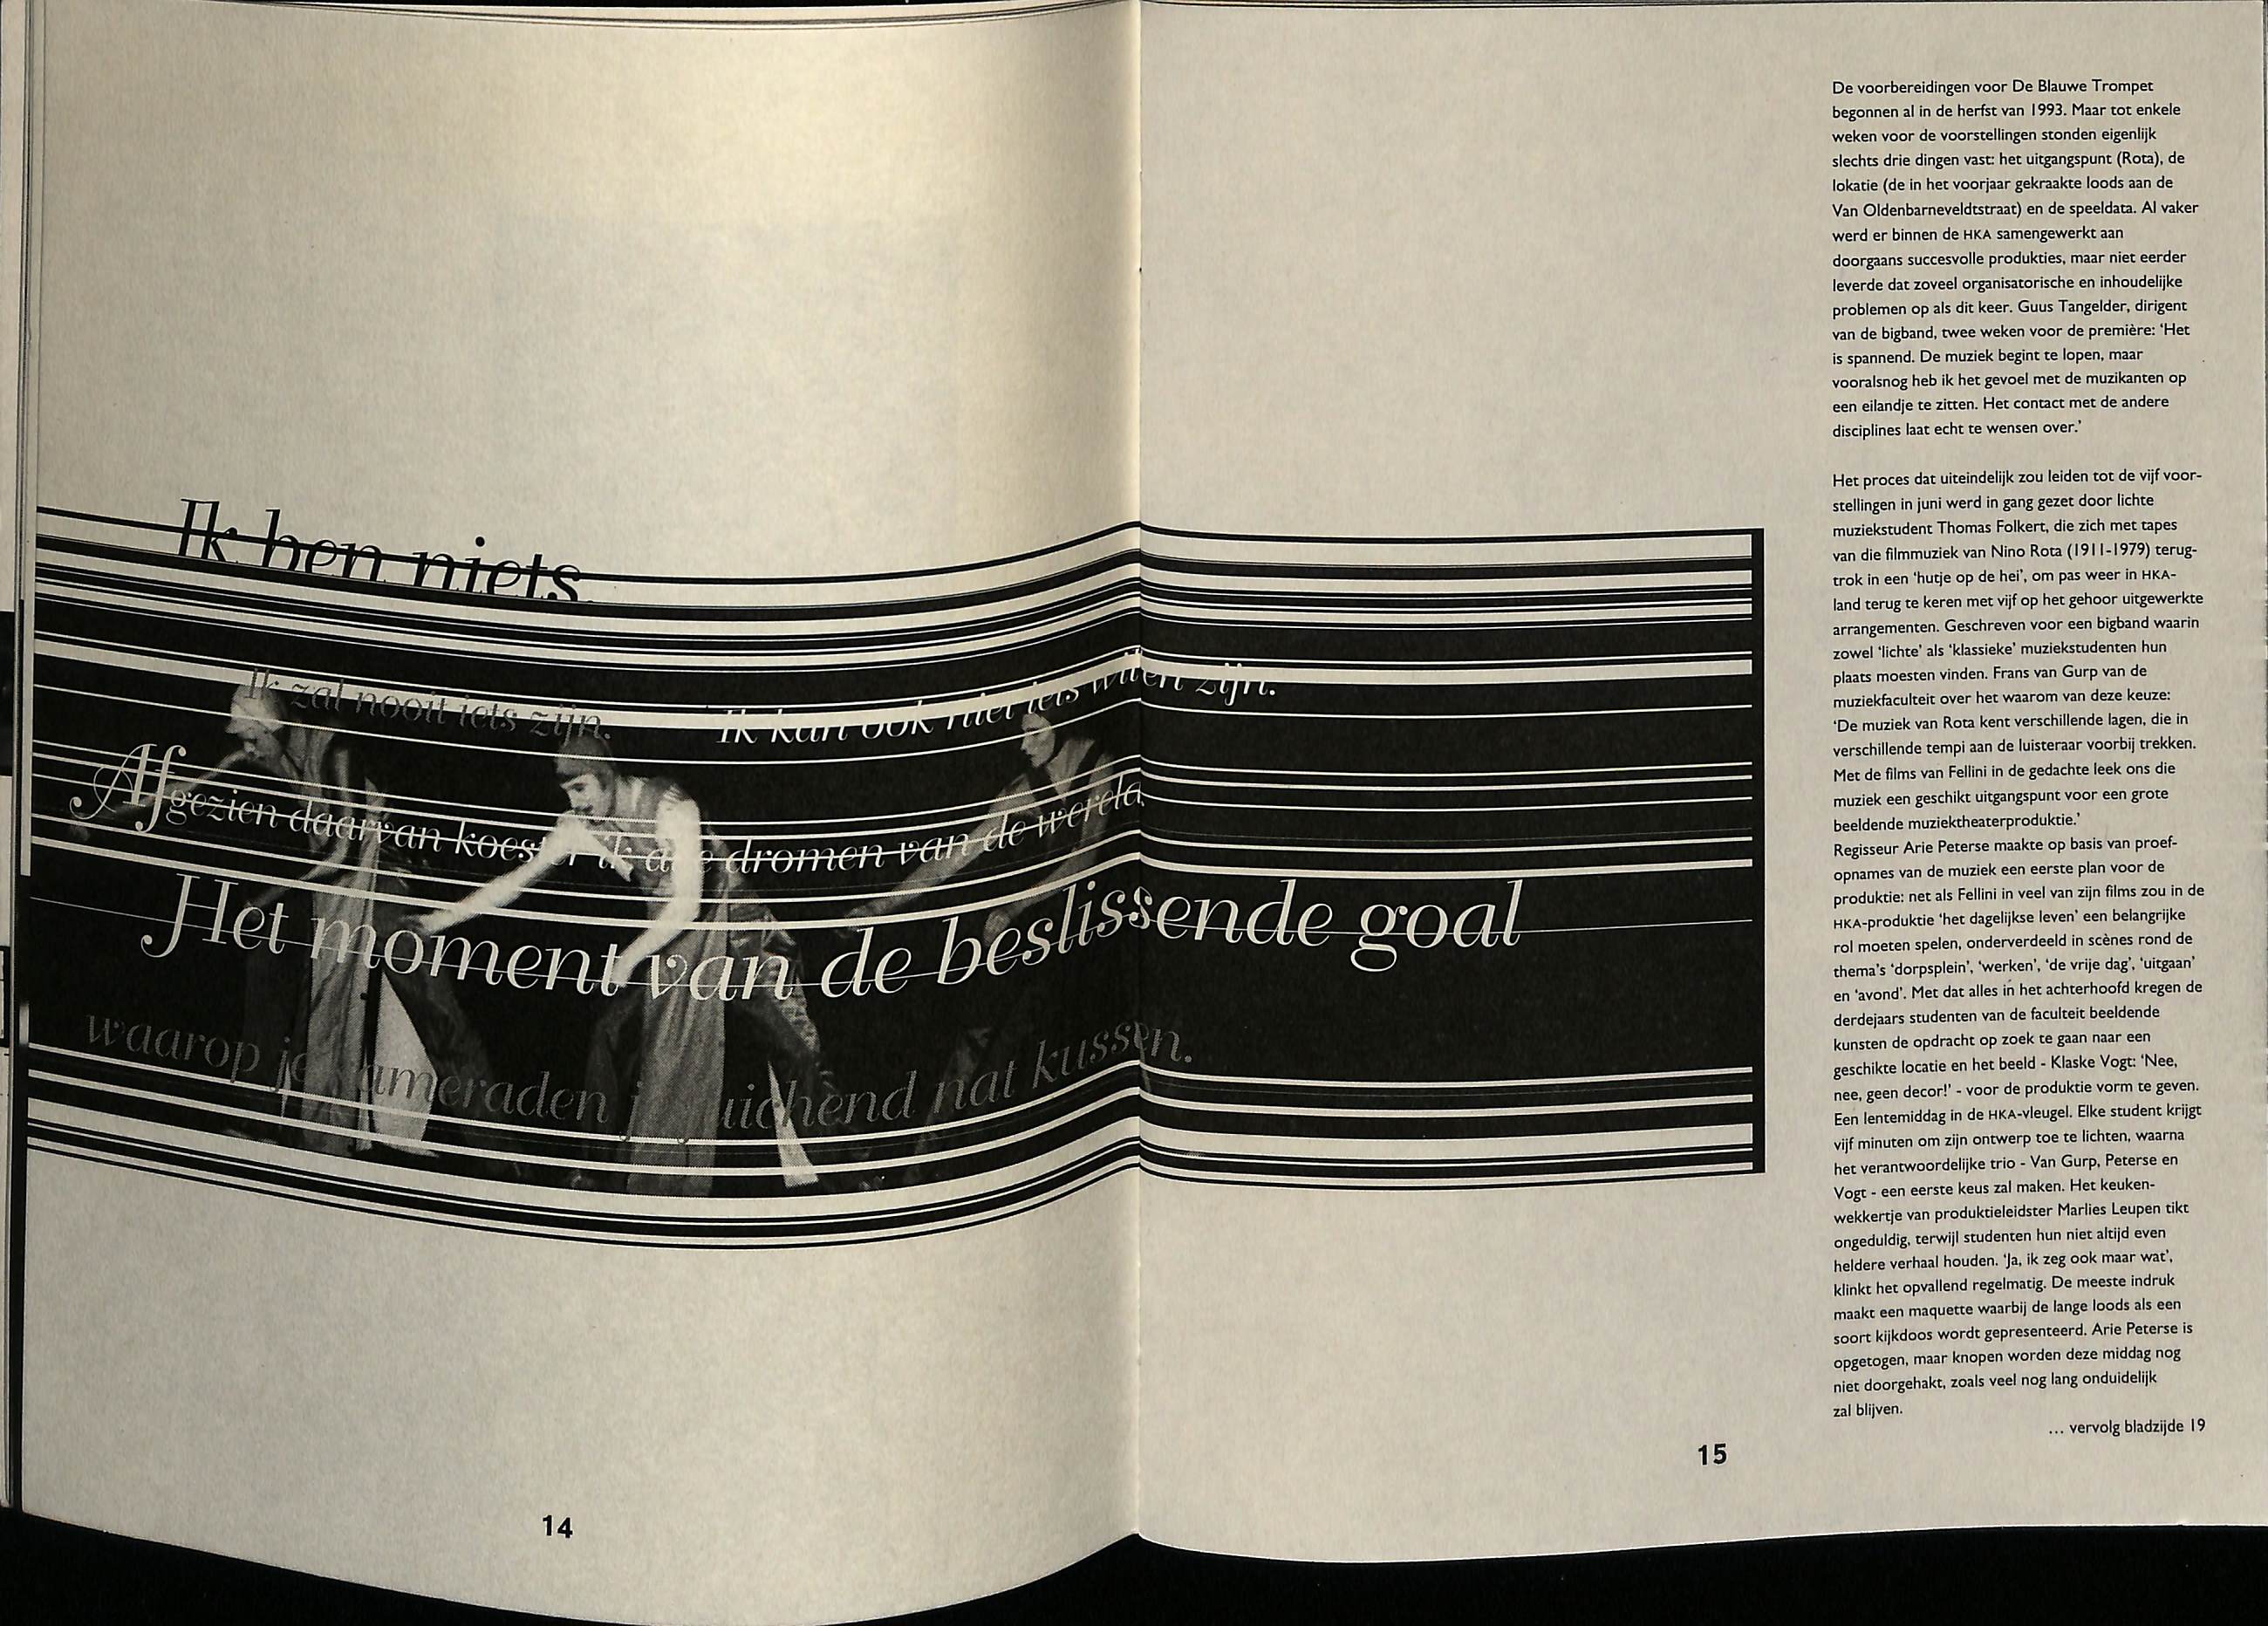 Ik ben niets.
Ik zal nooit iets zijn.
Ik kan ook niet iets willen zijn.
Afgezien daarvan koester ik alle dromen van de wereld.
Het moment van de beslissende goal
waarop je kameraden je juichend nat kussen.
14
De voorbereidingen voor De Blauwe Trompet
begonnen al in de herfst van 1993. Maar tot enkele
weken voor de voorstellingen stonden eigenlijk
slechts drie dingen vast: het uitgangspunt (Rota), de
lokatie (de in het voorjaar gekraakte loods aan de
Van Oldenbarneveldtstraat) en de speeldata. Al vaker
werd er binnen de HKA samengewerkt aan
doorgaans succesvolle produkties, maar niet eerder
leverde dat zoveel organisatorische en inhoudelijke
problemen op als dit keer. Guus Tangelder, dirigent
van de bigband, twee weken voor de première: ‘Het
is spannend. De muziek begint te lopen, maar
vooralsnog heb ik het gevoel met de muzikanten op
een eilandje te zitten. Het contact met de andere
disciplines laat echt te wensen over.’
Het proces dat uiteindelijk zou leiden tot de vijf voor-
stellingen in juni werd in gang gezet door lichte
muziekstudent Thomas Folkert, die zich met tapes
van die filmmuziek van Nino Rota (1911-1979) terug-
trok in een ‘hutje op de hei’, om pas weer in HKA-
land terug te keren met vijf op het gehoor uitgewerkte
arrangementen. Geschreven voor een bigband waarin
zowel ‘lichte’ als ‘klassieke’ muziekstudenten hun
plaats moesten vinden. Frans van Gurp van de
muziekfaculteit over het waarom van deze keuze:
‘De muziek van Rota kent verschillende lagen, die in
verschillende tempi aan de luisteraar voorbij trekken.
Met de films van Fellini in de gedachte leek ons die
muziek een geschikt uitgangspunt voor een grote
beeldende muziektheaterproduktie.’
Regisseur Arie Peterse maakte op basis van proef-
opnames van de muziek een eerste plan voor de
produktie: net als Fellini in veel van zijn films zou in de
HKA-produktie ‘het dagelijkse leven’ een belangrijke
rol moeten spelen, onderverdeeld in scènes rond de
thema’s ‘dorpsplein’, ‘werken’, ‘de vrije dag’, ‘uitgaan’
en ‘avond’. Met dat alles in het achterhoofd kregen de
derdejaars studenten van de faculteit beeldende
kunsten de opdracht op zoek te gaan naar een
geschikte locatie en het beeld - Klaske Vogt: ‘Nee,
nee, geen decor!’ - voor de produktie vorm te geven.
Een lentemiddag in de HKA-vleugel. Elke student krijgt
vijf minuten om zijn ontwerp toe te lichten, waarna
het verantwoordelijke trio - Van Gurp, Peterse en
Vogt - een eerste keus zal maken. Het keuken-
wekkertje van produktieleidster Marlies Leupen tikt
ongeduldig, terwijl studenten hun niet altijd even
heldere verhaal houden. ‘Ja, ik zeg ook maar wat’,
klinkt het opvallend regelmatig. De meeste indruk
maakt een maquette waarbij de lange loods als een
soort kijkdoos wordt gepresenteerd. Arie Peterse is
opgetogen, maar knopen worden deze middag nog
niet doorgehakt, zoals veel nog lang onduidelijk
zal blijven.
... vervolg bladzijde 19
15